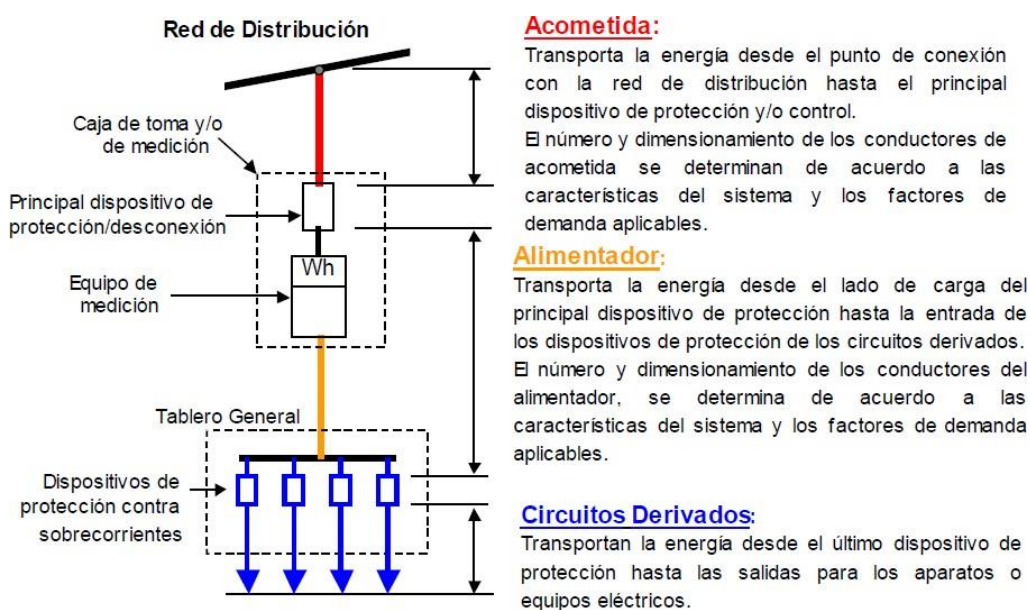 Red de Distribución
Caja de toma y/o
de medición
Principal dispositivo de
protección/desconexión
Wh
Equipo de
medición
Tablero General
Dispositivos de
protección contra
sobrecorrientes
Acometida:
Transporta la energía desde el punto de conexión
con la red de distribución hasta el principal
dispositivo de protección y/o control.
El número y dimensionamiento de los conductores de
acometida se determinan de acuerdo a las
características del sistema y los factores de
demanda aplicables.
Alimentador:
Transporta la energía desde el lado de carga del
principal dispositivo de protección hasta la entrada de
los dispositivos de protección de los circuitos derivados.
El número y dimensionamiento de los conductores del
alimentador, se determina de acuerdo a las
características del sistema y los factores de demanda
aplicables.
Circuitos Derivados:
Transportan la energía desde el último dispositivo de
protección hasta las salidas para los aparatos o
equipos eléctricos.